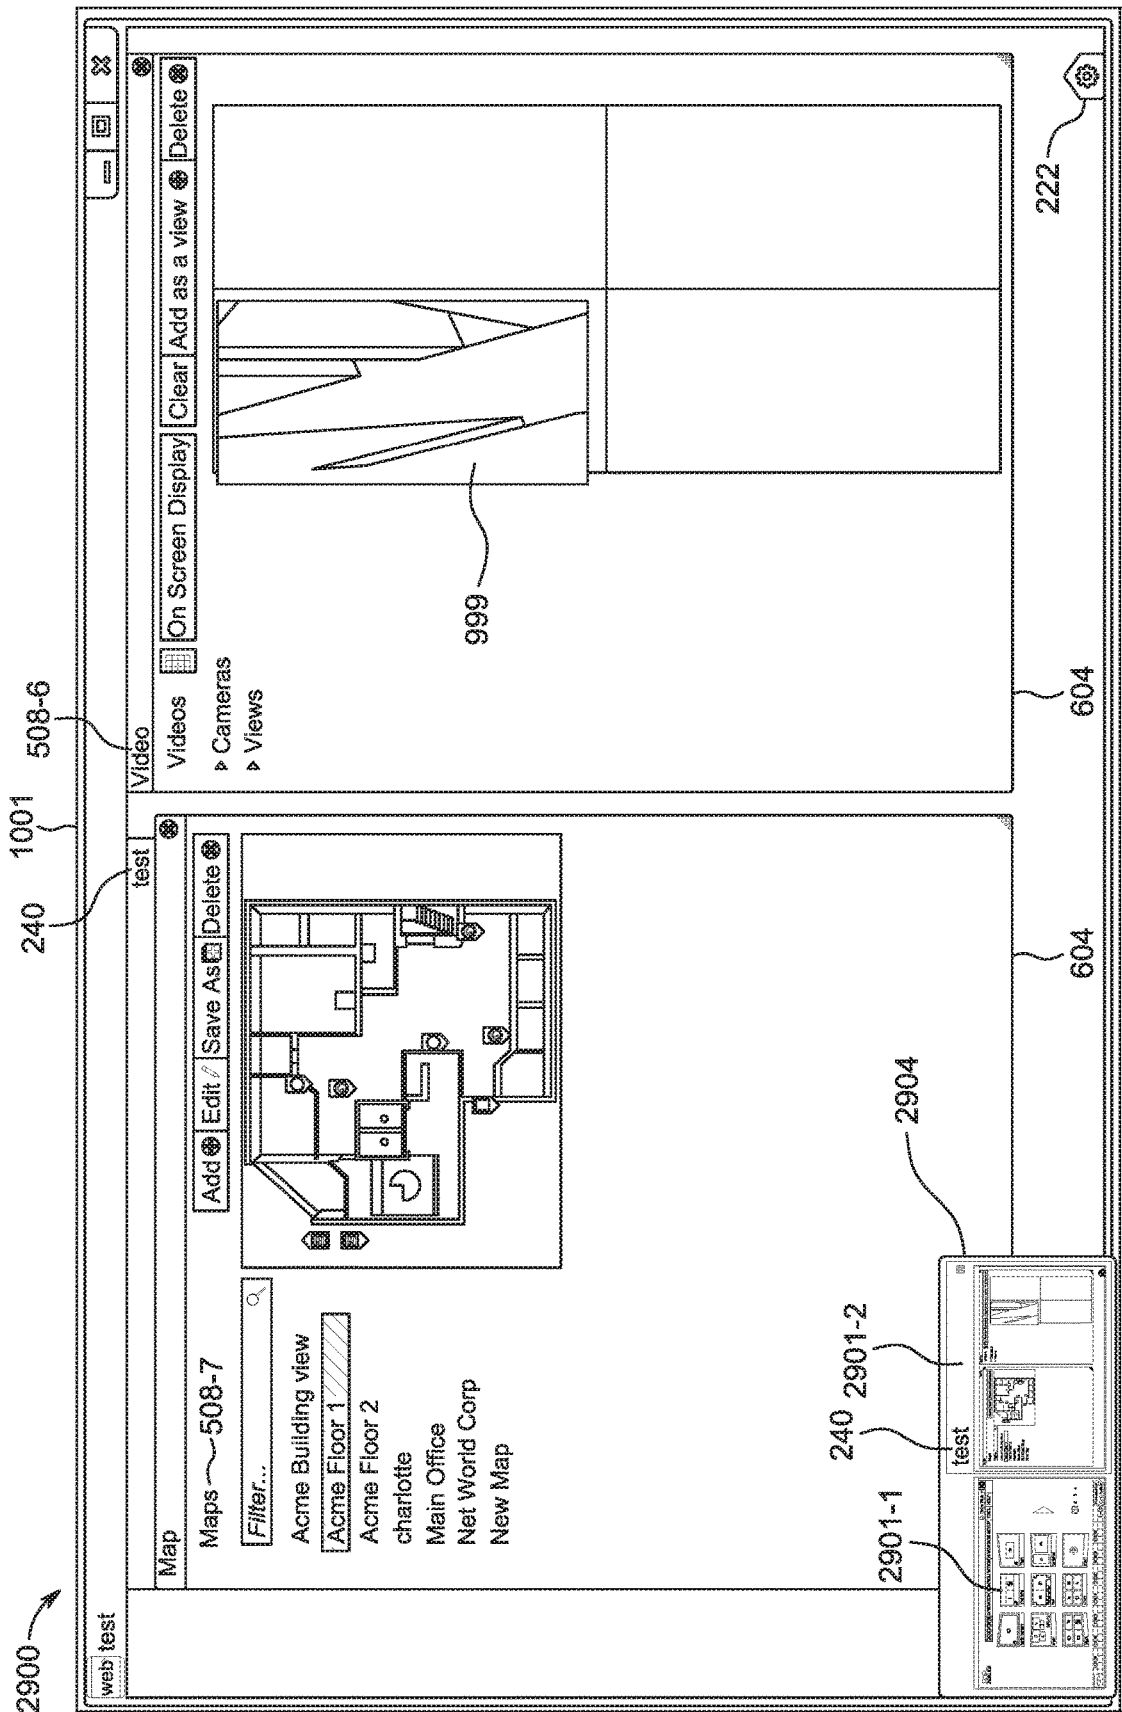 2900
1001
240
508-6
web test
test
Map
Maps 508-7
Add Edit Save As Delete
Filter...
Acme Building view
Acme Floor 1
Acme Floor 2
charlotte
Main Office
Net World Corp
New Map
Video
Videos On Screen Display Clear Add as a view Delete
Cameras
Views
999
604
604
222
2901-1
240
2901-2
2904
test